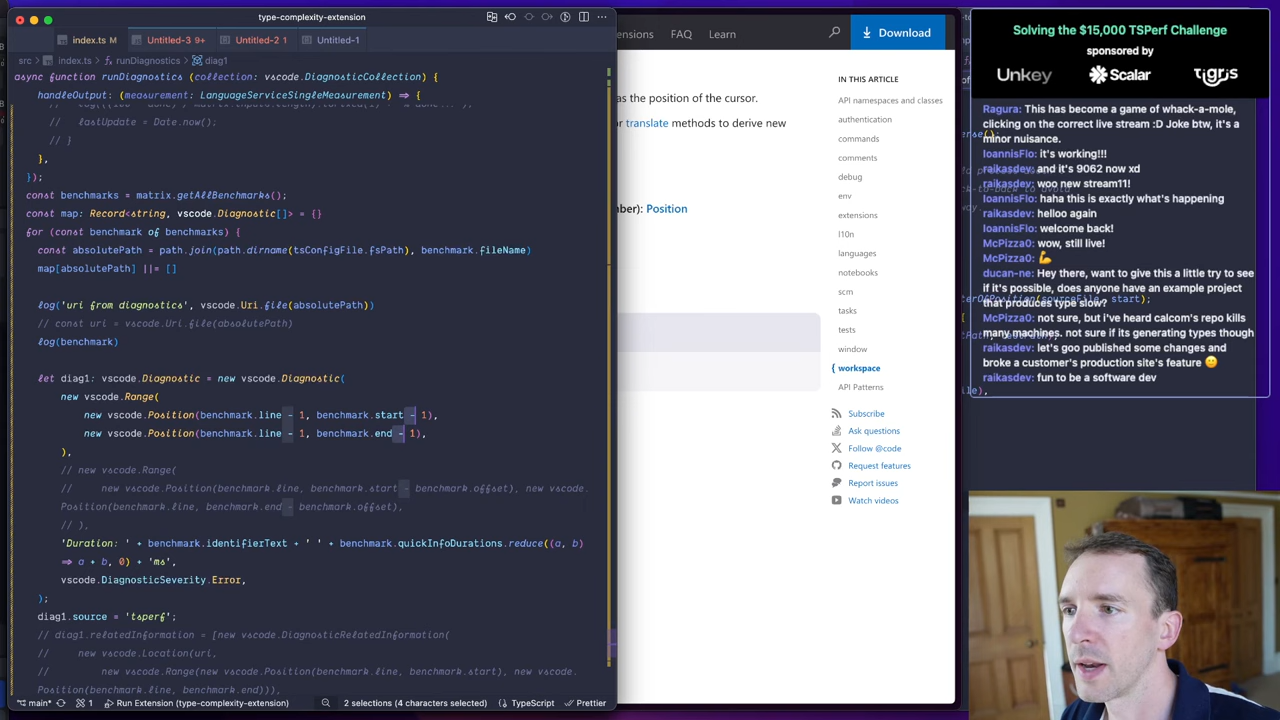 type-complexity-extension
index.ts M
Untitled-3 9+
Untitled-2 1
Untitled-1
src > index.ts > runDiagnostics > diag1
async function runDiagnostics (collection: vscode.DiagnosticCollection) {
handleOutput: (measurement: LanguageServiceSingleMeasurement) => {
// lastUpdate = Date.now();
// }
},
});
const benchmarks = metrix.getAllBenchmarks();
const map: Record<string, vscode.Diagnostic[]> = {}
for (const benchmark of benchmarks) {
const absolutePath = path.join(path.dirname(tsConfigFile.fsPath), benchmark.fileName)
map[absolutePath] ||= []
log('uri from diagnostics', vscode.Uri.file(absolutePath))
// const uri = vscode.Uri.file(absolutePath)
log(benchmark)
let diag1: vscode.Diagnostic = new vscode.Diagnostic(
new vscode.Range(
new vscode.Position(benchmark.line - 1, benchmark.start - 1),
new vscode.Position(benchmark.line - 1, benchmark.end - 1),
),
// new vscode.Range(
// new vscode.Position(benchmark.line, benchmark.start - benchmark.offset), new vscode.
Position(benchmark.line, benchmark.end - benchmark.offset),
// ),
'Duration: ' + benchmark.identifierText + ' ' + benchmark.quickInfoDurations.reduce((a, b)
=> a + b, 0) + 'ms',
vscode.DiagnosticSeverity.Error,
);
diag1.source = 'tsperf';
// diag1.relatedInformation = [new vscode.DiagnosticRelatedInformation(
// new vscode.Location(uri,
// new vscode.Range(new vscode.Position(benchmark.line, benchmark.start), new vscode.
Position(benchmark.line, benchmark.end))),
main*
1
Run Extension (type-complexity-extension)
2 selections (4 characters selected)
TypeScript
Prettier
ensions
FAQ
Learn
Download
as the position of the cursor.
or translate methods to derive new
mber): Position
IN THIS ARTICLE
API namespaces and classes
authentication
commands
comments
debug
env
extensions
l10n
languages
notebooks
scm
tasks
tests
window
workspace
API Patterns
Subscribe
Ask questions
Follow @code
Request features
Report issues
Watch videos
Solving the $15,000 TSPerf Challenge
sponsored by
Unkey
Scalar
tigris
Ragura: This has become a game of whack-a-mole,
clicking on the correct live stream :D Joke btw, it's a
minor nuisance.
IoannisFlo: it's working!!!
raikasdev: and it's 9062 now xd
raikasdev: woo new stream11!
IoannisFlo: haha this is exactly what's happening
raikasdev: helloo again
IoannisFlo: welcome back!
McPizza0: wow, still live!
McPizza0: 💪
ducan-ne: Hey there, want to give this a little try to see
if it's possible, does anyone have an example project
that produces type slow?
McPizza0: not sure, but i've heard calcom's repo kills
many machines. not sure if its generating types though
raikasdev: let's goo published some changes and
broke a customer's production site's feature 🙃
raikasdev: fun to be a software dev